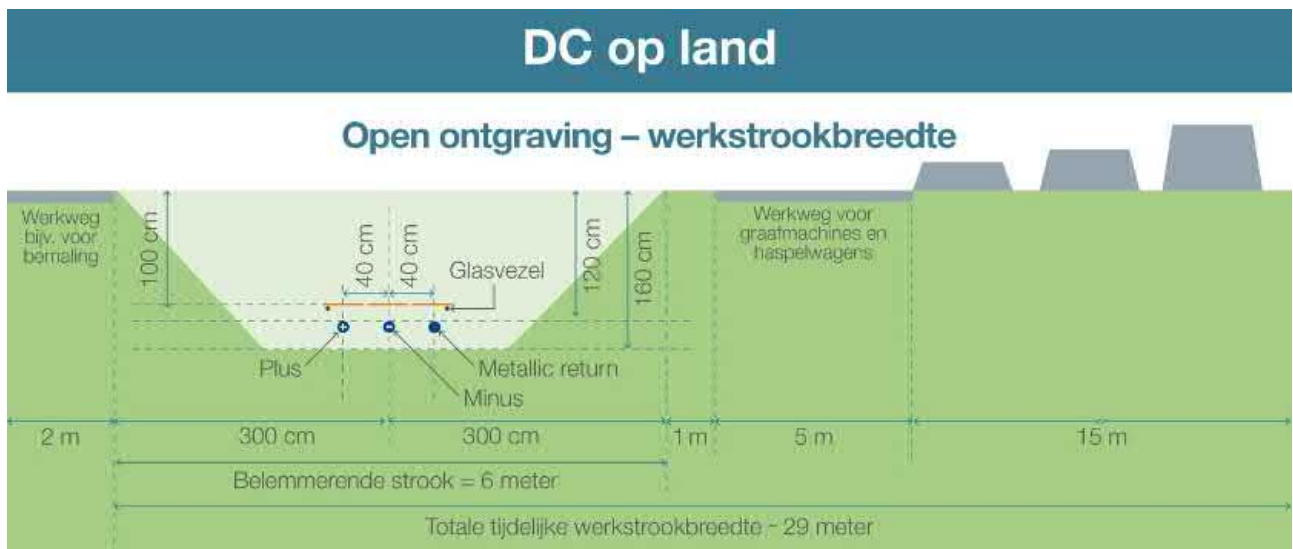 DC op land
Open ontgraving – werkstrookbreedte
Werkweg
bijv. voor
bemaling
100 cm
40 cm
40 cm
Glasvezel
120 cm
160 cm
Werkweg voor
graafmachines en
haspelwagens
Plus
Metallic return
Minus
2 m
300 cm
300 cm
1 m
5 m
15 m
Belemmerende strook = 6 meter
Totale tijdelijke werkstrookbreedte ~ 29 meter